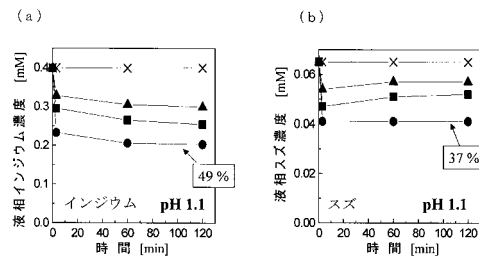 (a)
(b)
液相インジウム濃度 [mM]
0.4
0.3
0.2
0.1
0.0
49 %
インジウム pH 1.1
0 20 40 60 80 100 120
時間 [min]
液相スズ濃度 [mM]
0.06
0.04
0.02
0.0
37 %
スズ pH 1.1
0 20 40 60 80 100 120
時間 [min]